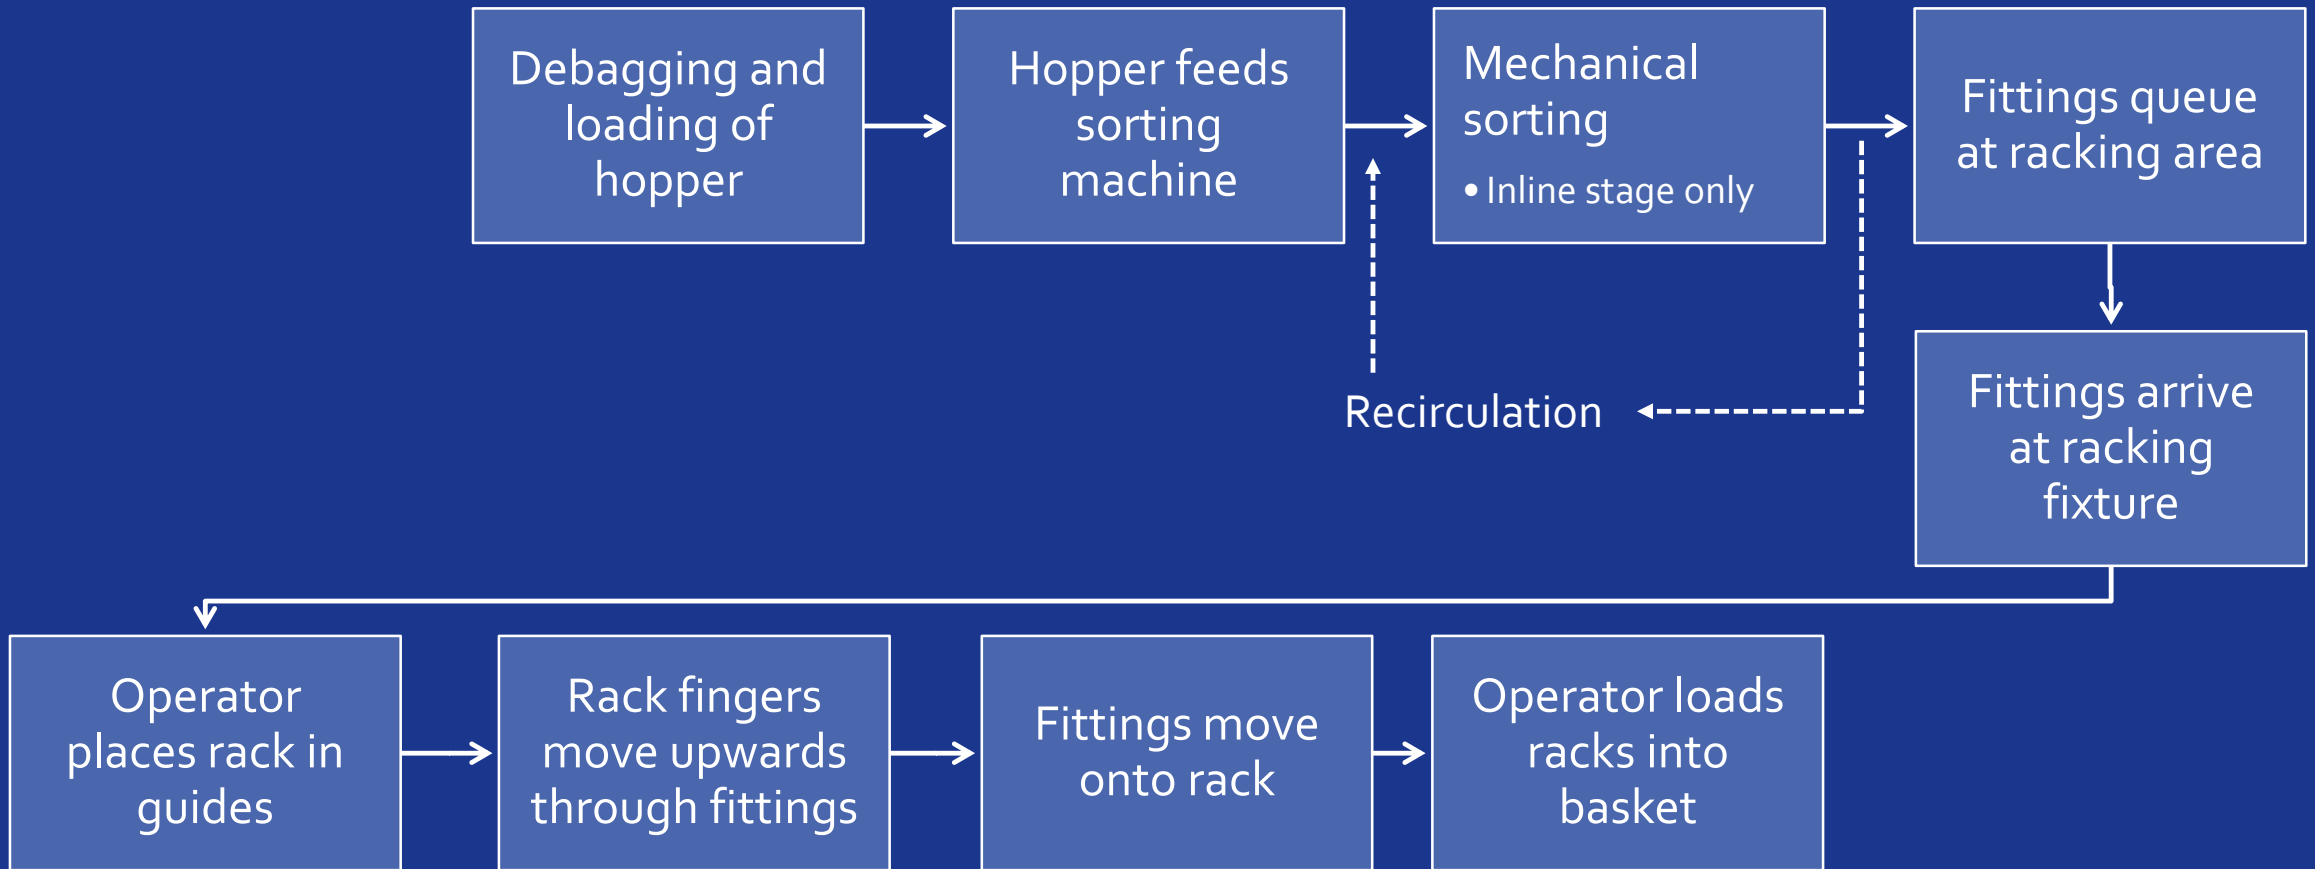 Debagging and
loading of
hopper
Hopper feeds
sorting
machine
Mechanical
sorting
• Inline stage only
Fittings queue
at racking area
Recirculation
Fittings arrive
at racking
fixture
Operator
places rack in
guides
Rack fingers
move upwards
through fittings
Fittings move
onto rack
Operator loads
racks into
basket